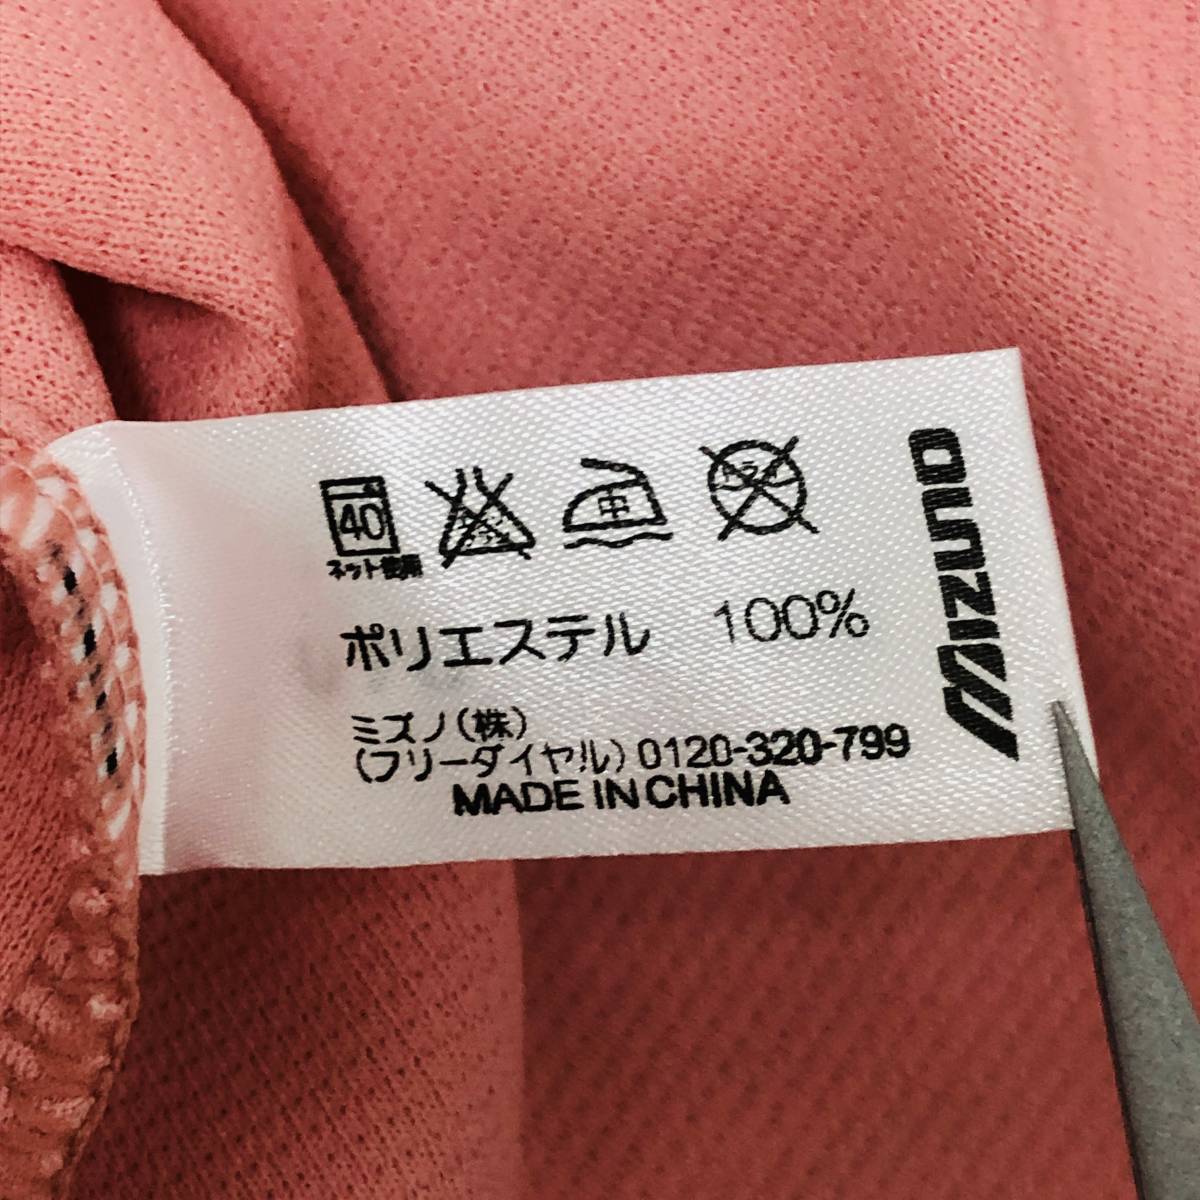 40
中
ネット使用
ポリエステル 100%
ミズノ(株)
(フリーダイヤル) 0120-320-799
MADE IN CHINA
MIZUNO